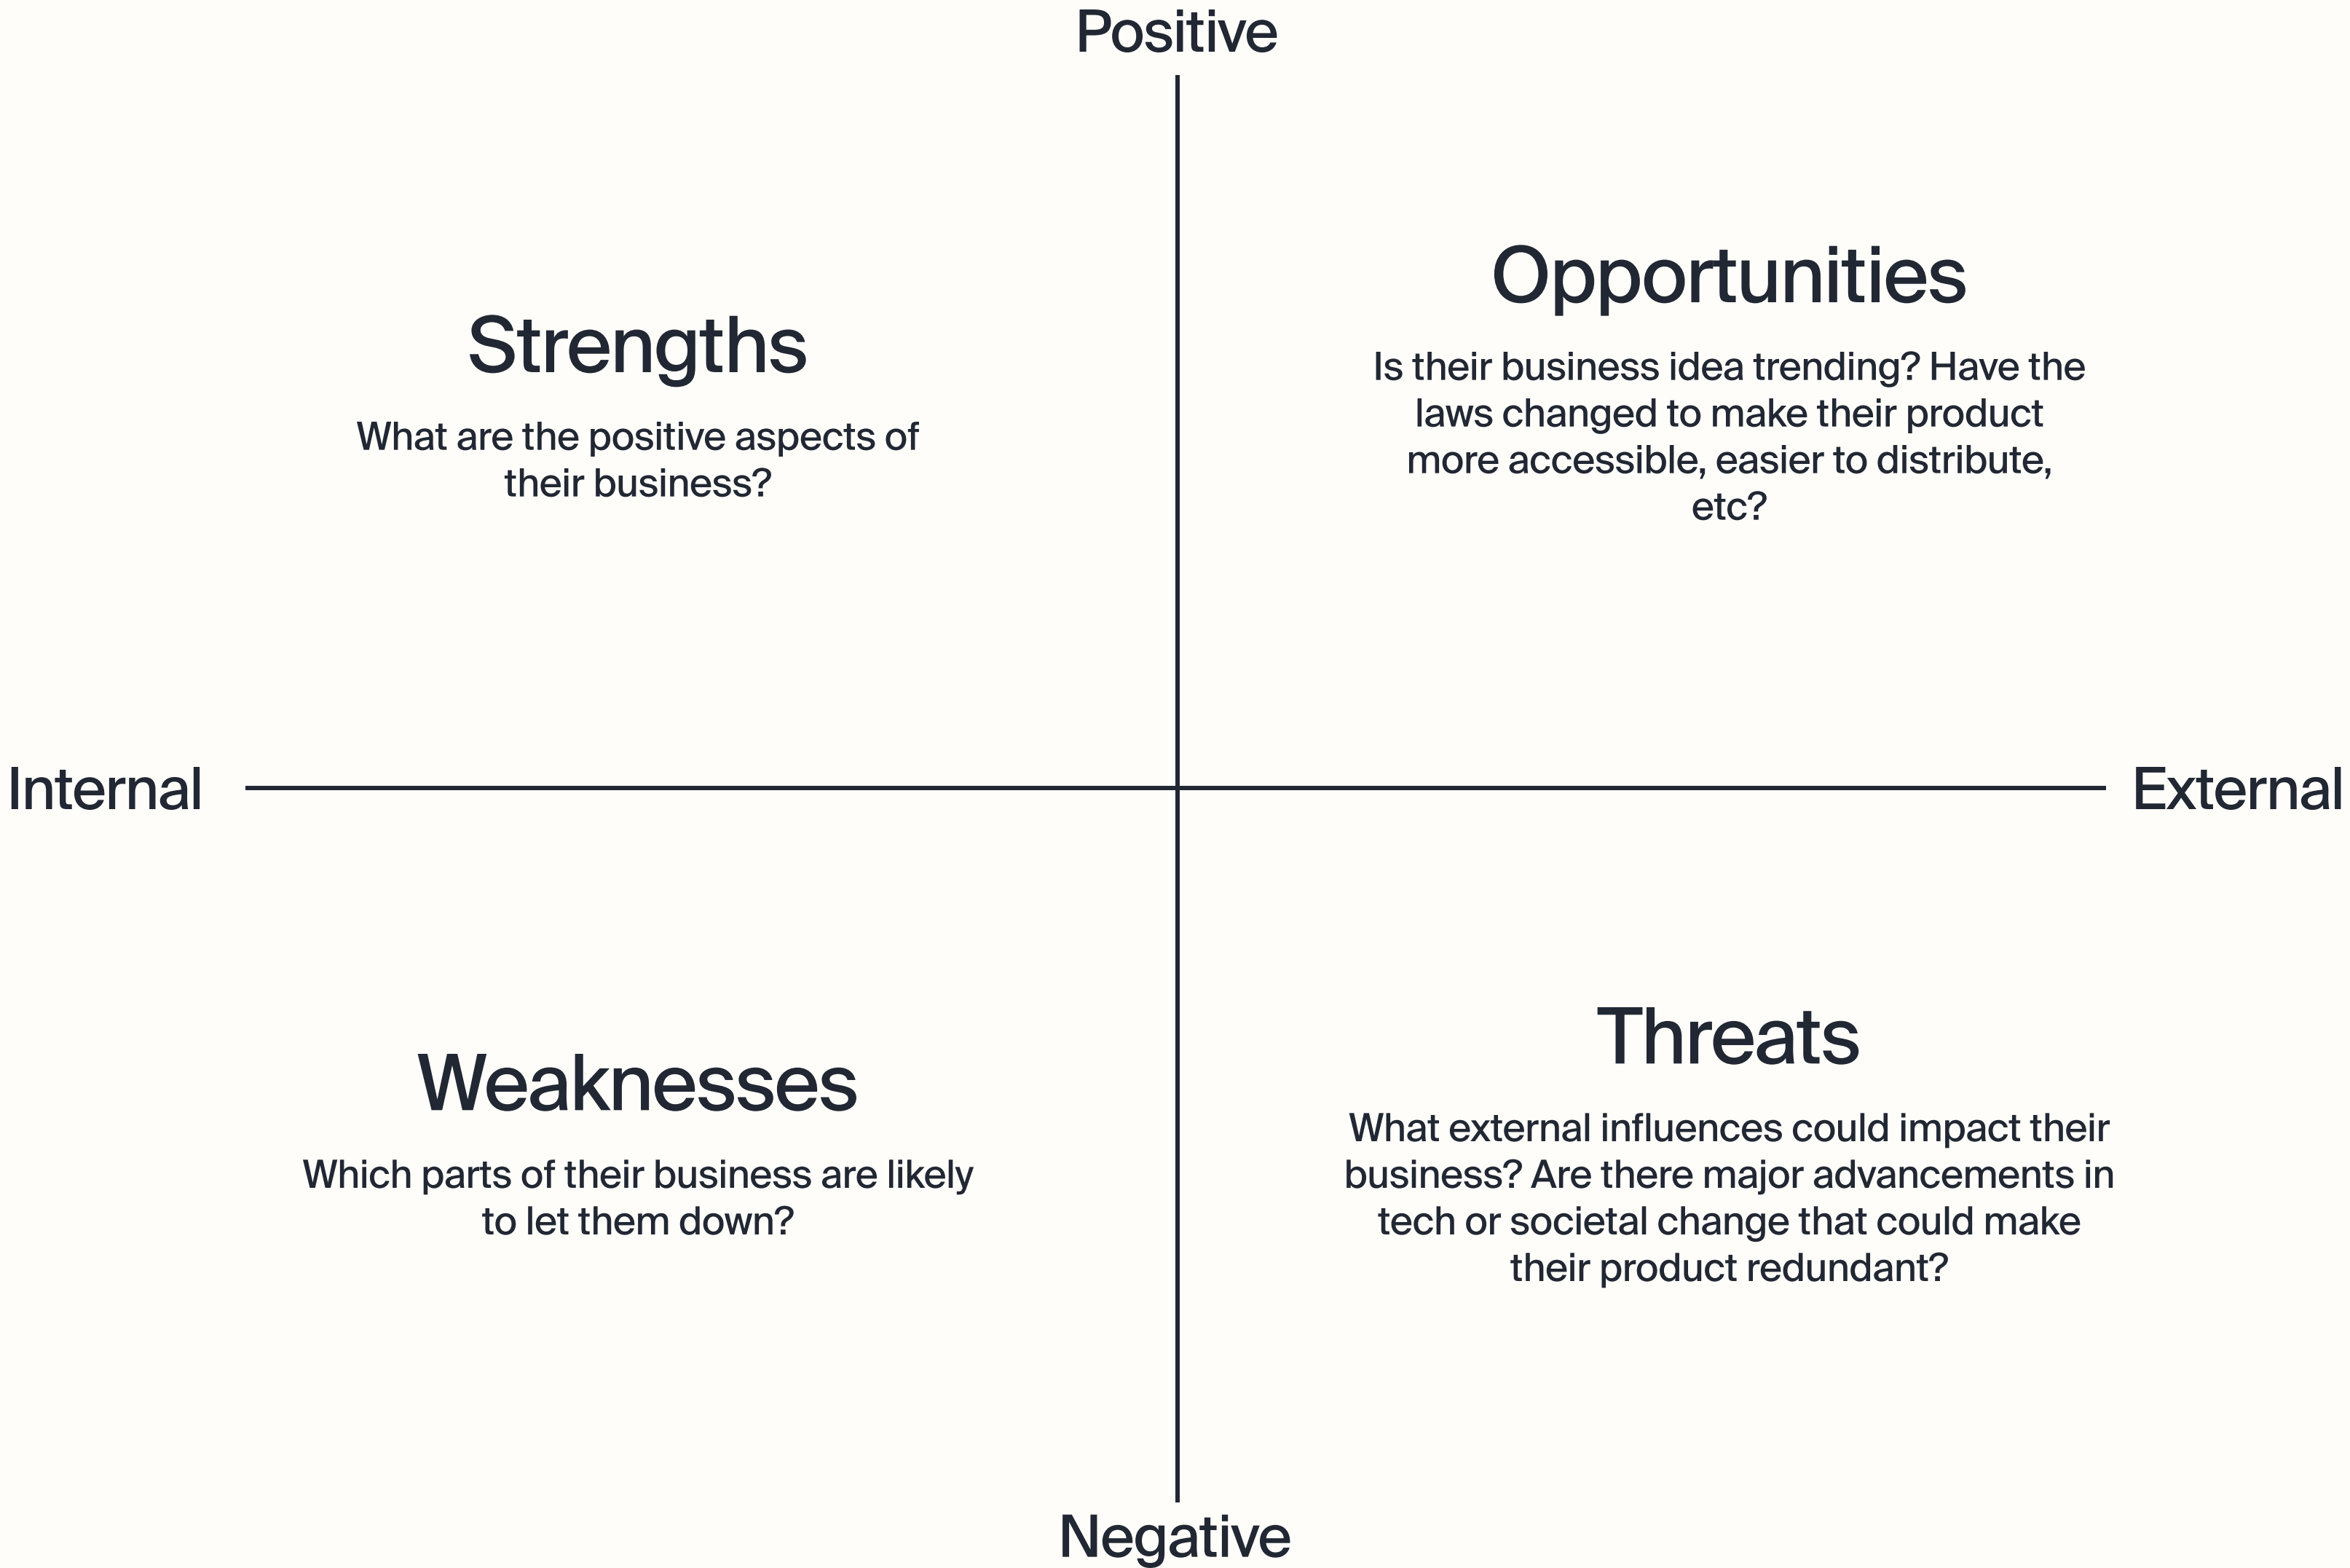 Positive
Strengths
What are the positive aspects of
their business?
Opportunities
Is their business idea trending? Have the
laws changed to make their product
more accessible, easier to distribute,
etc?
Internal
External
Weaknesses
Which parts of their business are likely
to let them down?
Threats
What external influences could impact their
business? Are there major advancements in
tech or societal change that could make
their product redundant?
Negative